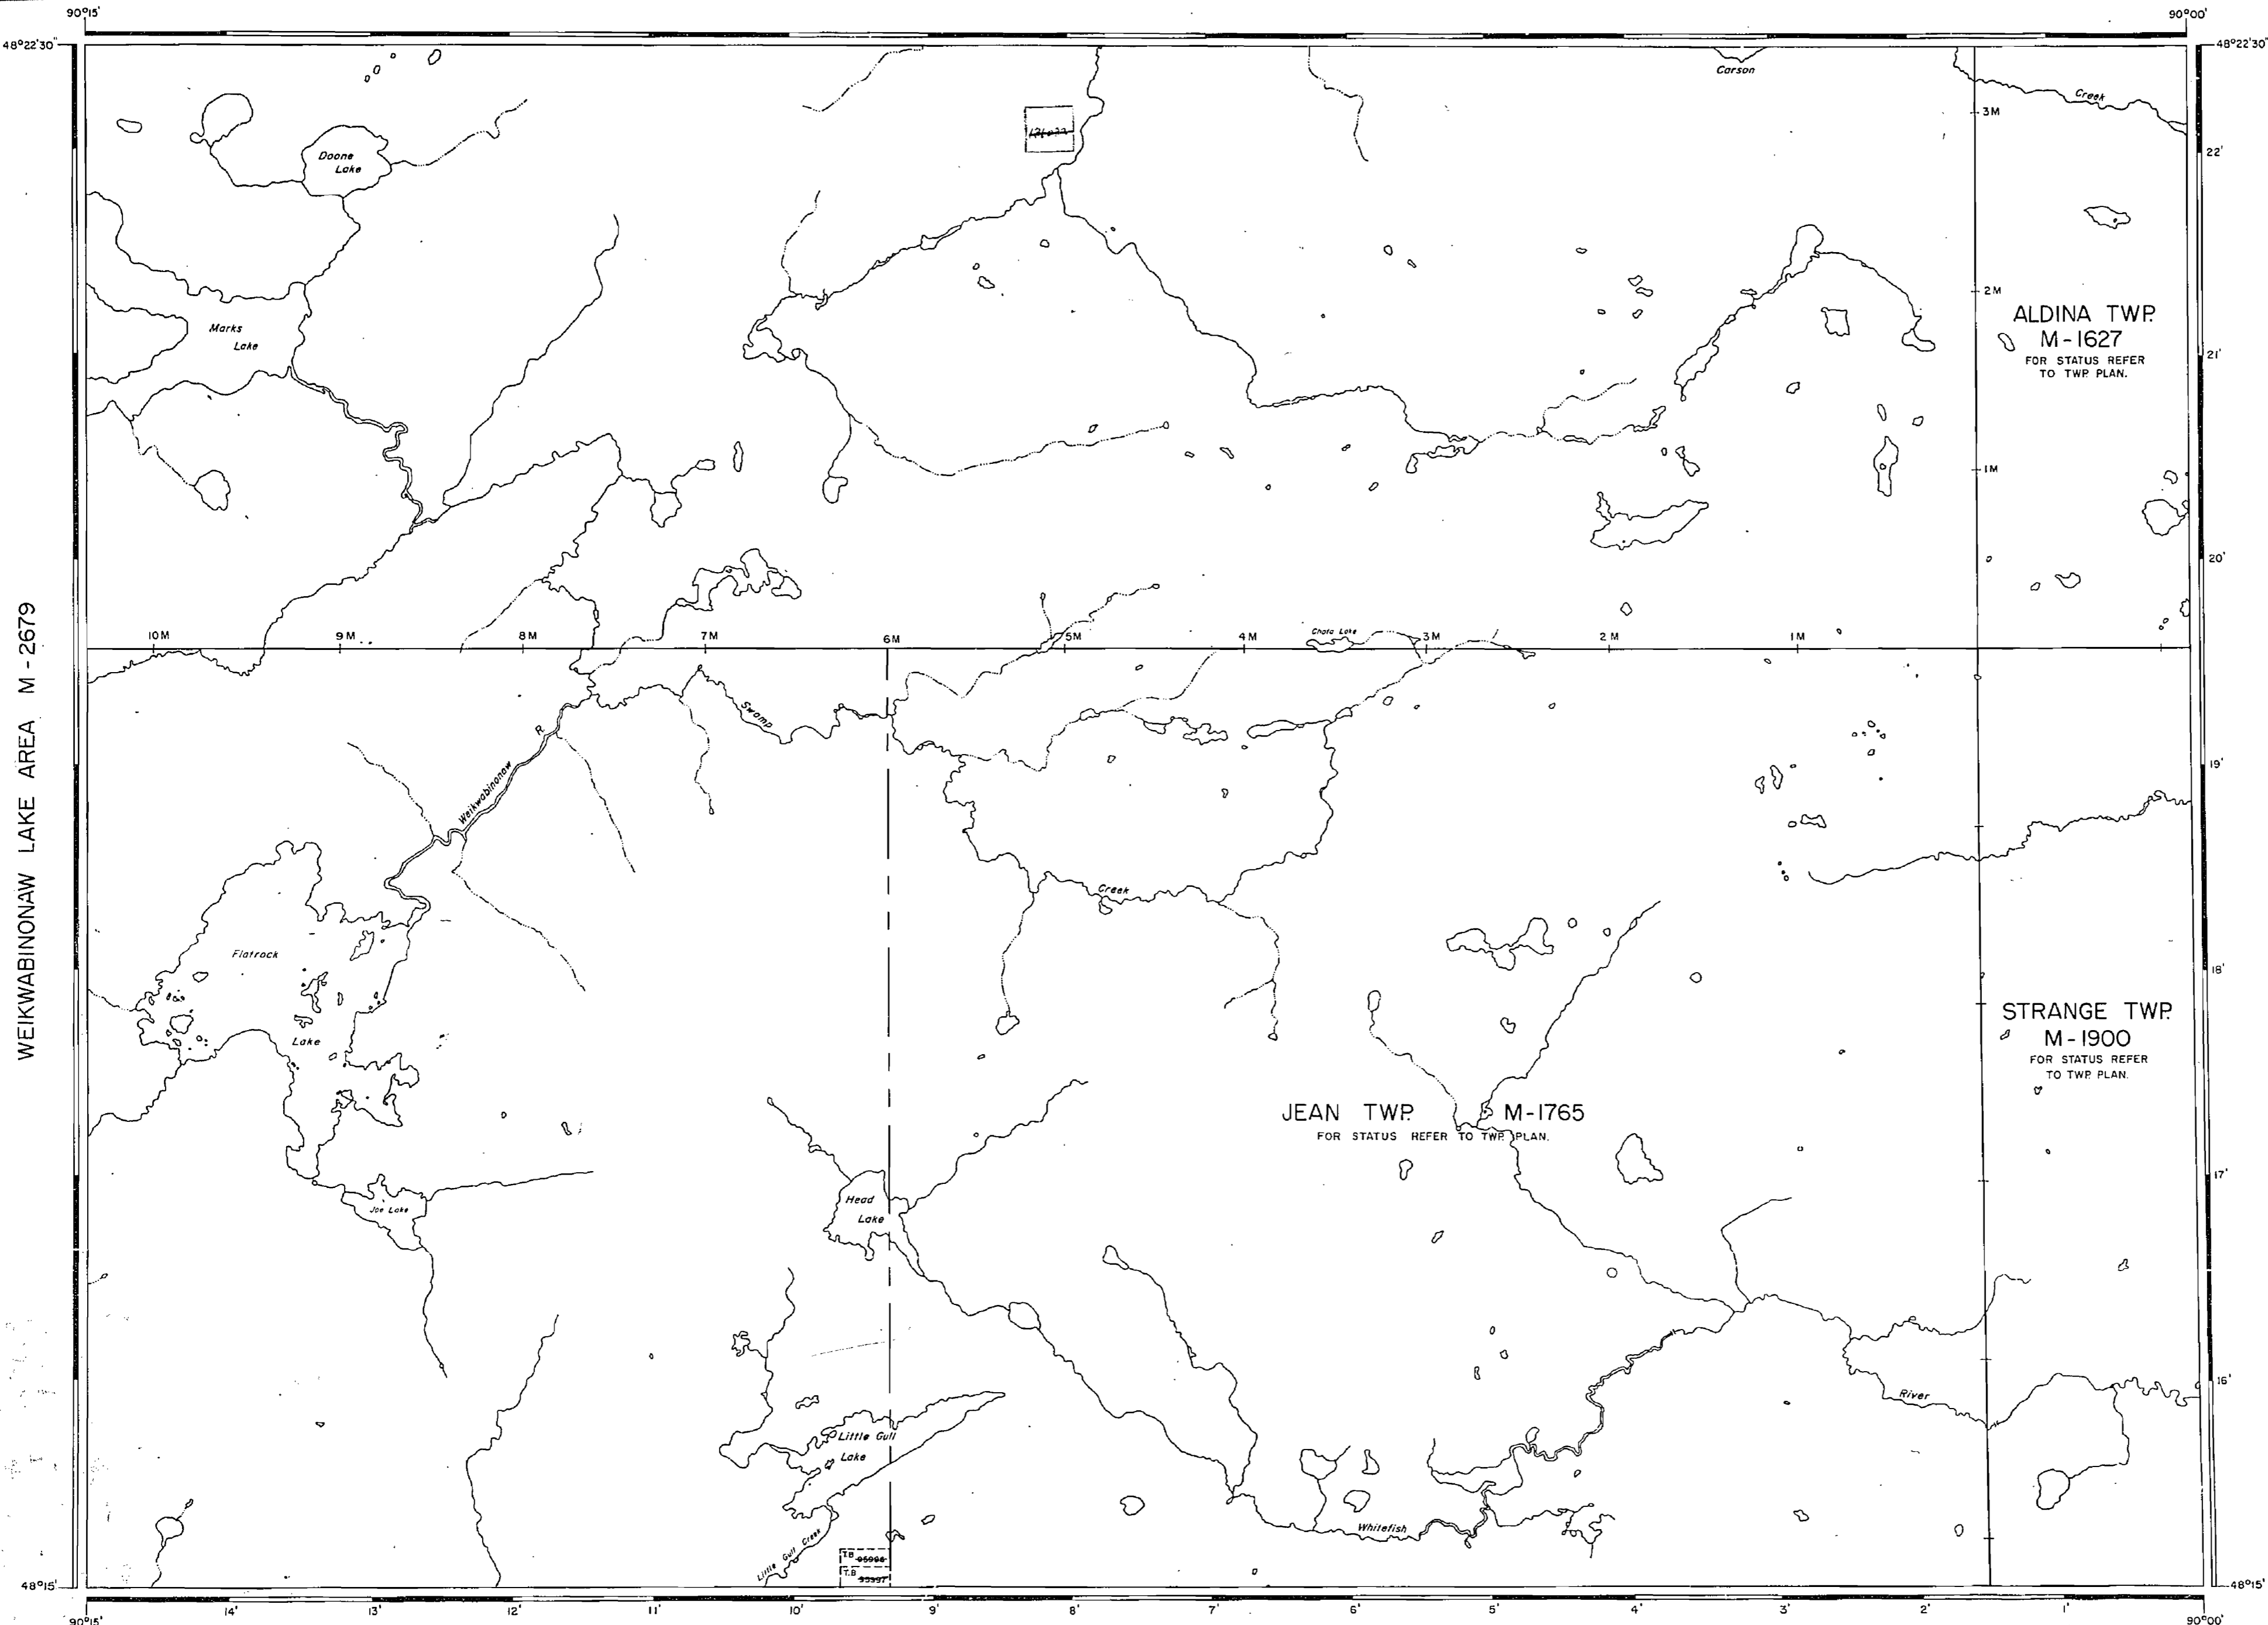 90°15'
90°00'
48°22'30"
48°22'30"
Carson
Creek
3M
22'
Doone
Lake
2M
ALDINA TWP.
M-1627
FOR STATUS REFER
TO TWP. PLAN.
Marks
Lake
21'
1M
20'
WEIKWABINONAW LAKE AREA M-2679
10M
9M
8M
7M
6M
5M
4M
Chara Lake
3M
2M
1M
Swamp
Weikwabinonaw R.
19'
Creek
Flatrock
Lake
18'
STRANGE TWP.
M-1900
FOR STATUS REFER
TO TWP. PLAN.
JEAN TWP. M-1765
FOR STATUS REFER TO TWP. PLAN.
17'
Joe Lake
Head
Lake
16'
River
Little Gull
Lake
Whitefish
Little Gull Creek
T.B.
T.B.
48°15'
48°15'
14'
13'
12'
11'
10'
9'
8'
7'
6'
5'
4'
3'
2'
1'
90°15'
90°00'